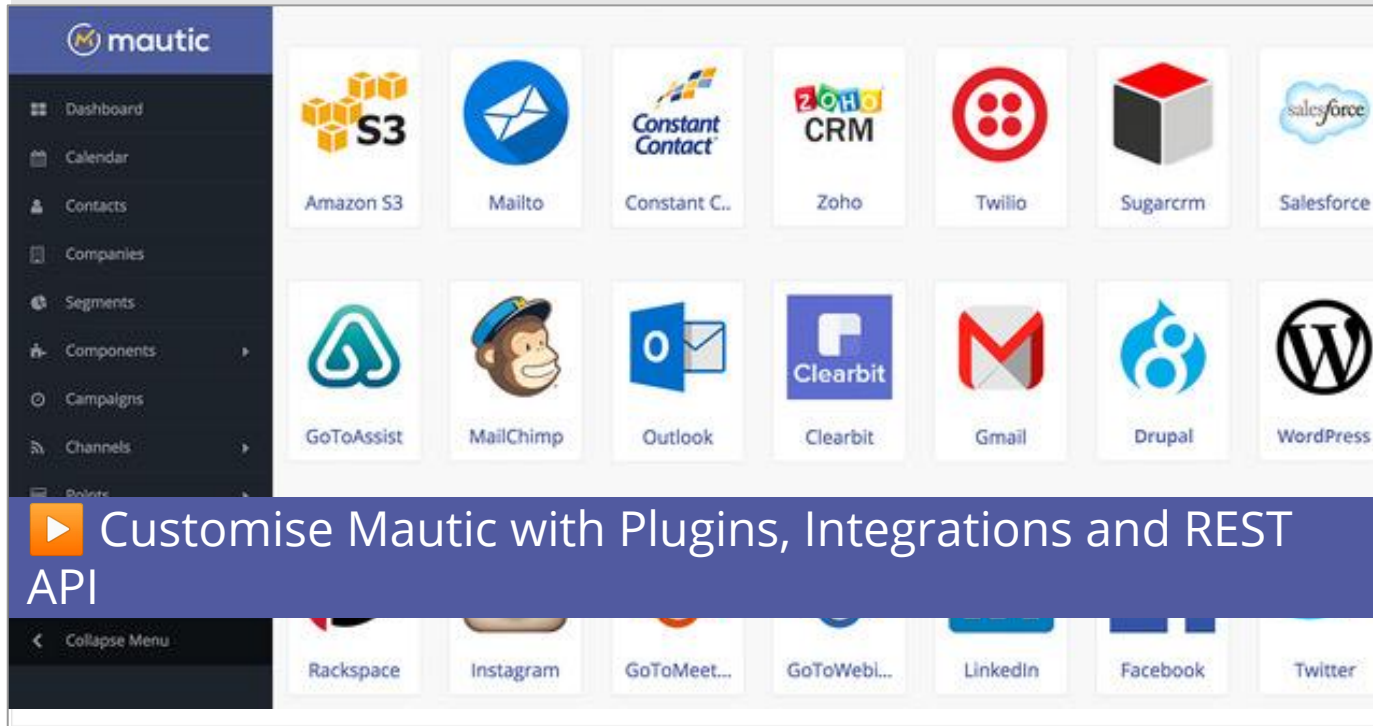 mautic
Dashboard
Calendar
Contacts
Companies
Segments
Components
Campaigns
Channels
Points
Collapse Menu
S3
Constant
Contact
ZOHO
CRM
salesforce
Amazon S3
Mailto
Constant C..
Zoho
Twilio
Sugarcrm
Salesforce
O
Clearbit
8
W
GoToAssist
MailChimp
Outlook
Clearbit
Gmail
Drupal
WordPress
Customise Mautic with Plugins, Integrations and REST
API
Rackspace
Instagram
GoToMeet...
GoToWebi...
LinkedIn
Facebook
Twitter